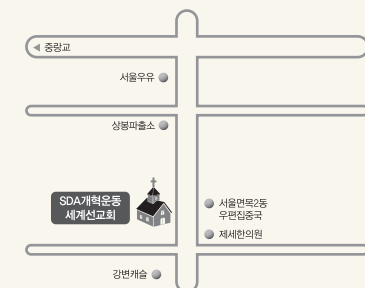 중랑교
서울우유
상봉파출소
SDA개혁운동
세계선교회
서울면목2동
우편집중국
제세한의원
강변캐슬